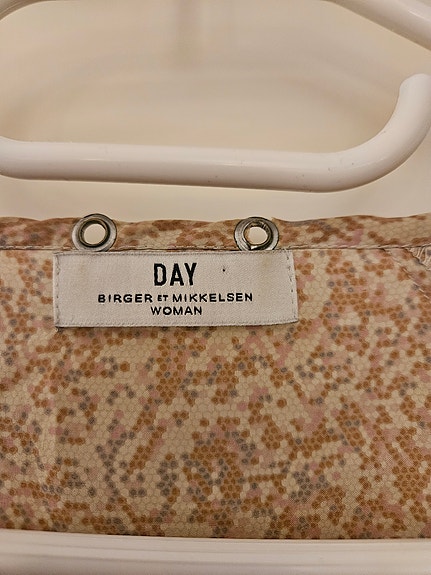 DAY
BIRGER ET MIKKELSEN
WOMAN